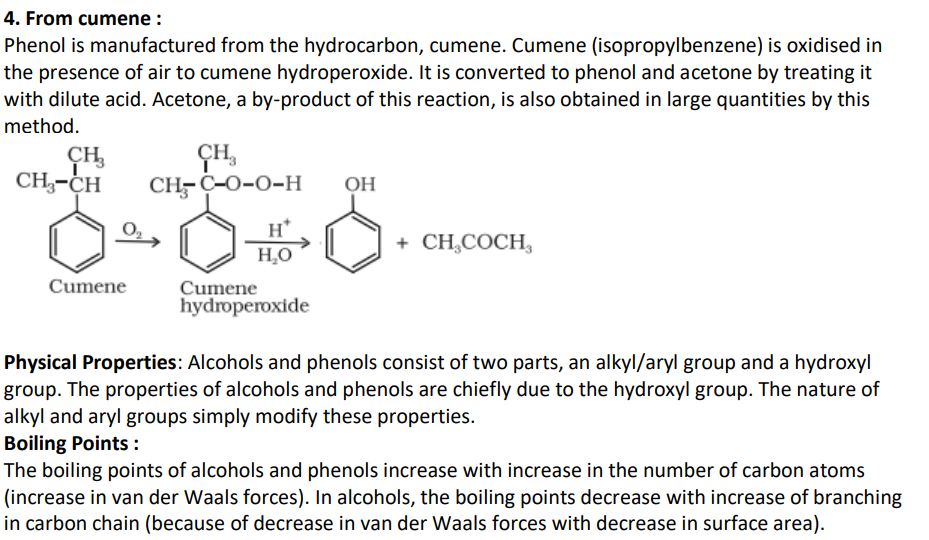 4. From cumene :
Phenol is manufactured from the hydrocarbon, cumene. Cumene (isopropylbenzene) is oxidised in
the presence of air to cumene hydroperoxide. It is converted to phenol and acetone by treating it
with dilute acid. Acetone, a by-product of this reaction, is also obtained in large quantities by this
method.
CH₃ CH₃
CH₃–CH CH₃–C–O–O–H OH
O₂ H⁺
H₂O + CH₃COCH₃
Cumene Cumene
hydroperoxide
Physical Properties: Alcohols and phenols consist of two parts, an alkyl/aryl group and a hydroxyl
group. The properties of alcohols and phenols are chiefly due to the hydroxyl group. The nature of
alkyl and aryl groups simply modify these properties.
Boiling Points :
The boiling points of alcohols and phenols increase with increase in the number of carbon atoms
(increase in van der Waals forces). In alcohols, the boiling points decrease with increase of branching
in carbon chain (because of decrease in van der Waals forces with decrease in surface area).